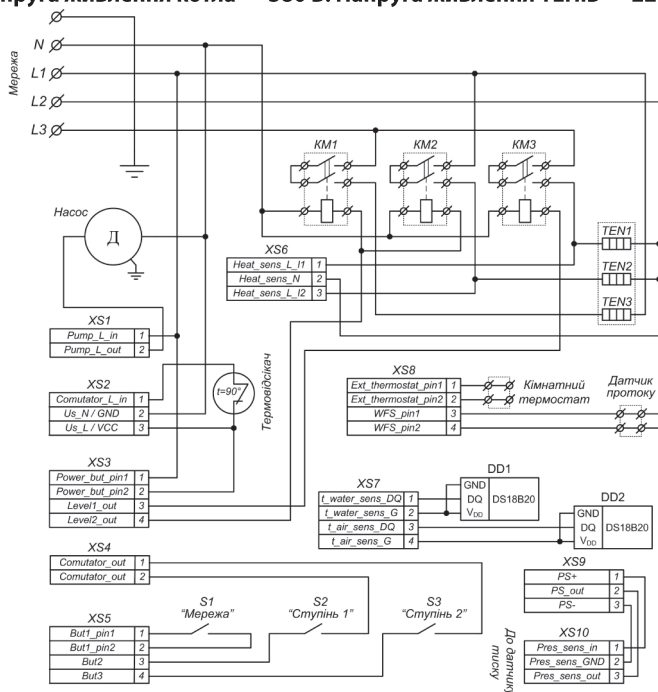 N
L1
L2
L3
Мережа
KM1
KM2
KM3
Насос
Д
XS6
Heat_sens_L_I1 1
Heat_sens_N 2
Heat_sens_L_I2 3
TEN1
TEN2
TEN3
XS1
Pump_L_in 1
Pump_L_out 2
XS2
Comutator_L_in 1
Us_N / GND 2
Us_L / VCC 3
t=90°
Термовідсікач
XS8
Ext_thermostat_pin1 1
Ext_thermostat_pin2 2
WFS_pin1 3
WFS_pin2 4
Кімнатний
термостат
Датчик
протоку
XS3
Power_but_pin1 1
Power_but_pin2 2
Level1_out 3
Level2_out 4
XS7
t_water_sens_DQ 1
t_water_sens_G 2
t_air_sens_DQ 3
t_air_sens_G 4
DD1
GND
DQ DS18B20
VDD
DD2
GND
DQ DS18B20
VDD
XS4
Comutator_out 1
Comutator_out 2
XS9
PS+ 1
PS_out 2
PS- 3
XS5
But1_pin1 1
But1_pin2 2
But2 3
But3 4
S1
"Мережа"
S2
"Ступінь 1"
S3
"Ступінь 2"
До датчику
тиску
XS10
Pres_sens_in 1
Pres_sens_GND 2
Pres_sens_out 3